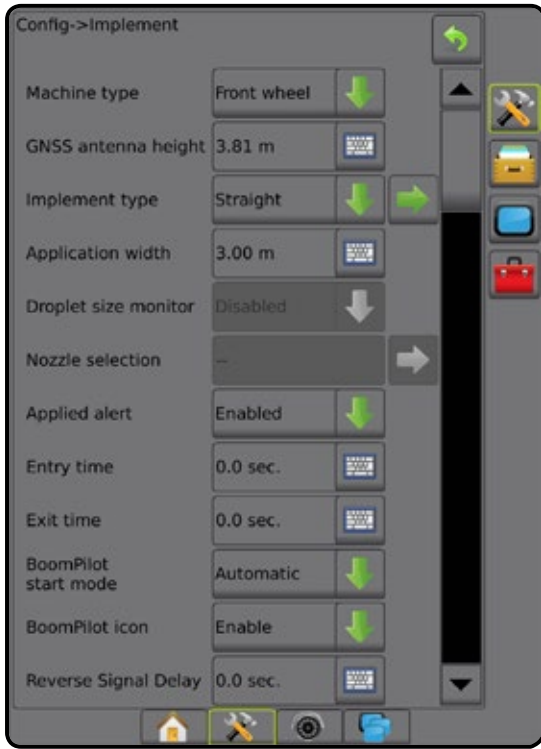 Config->Implement
Machine type Front wheel
GNSS antenna height 3.81 m
Implement type Straight
Application width 3.00 m
Droplet size monitor Disabled
Nozzle selection --
Applied alert Enabled
Entry time 0.0 sec.
Exit time 0.0 sec.
BoomPilot
start mode Automatic
BoomPilot icon Enable
Reverse Signal Delay 0.0 sec.